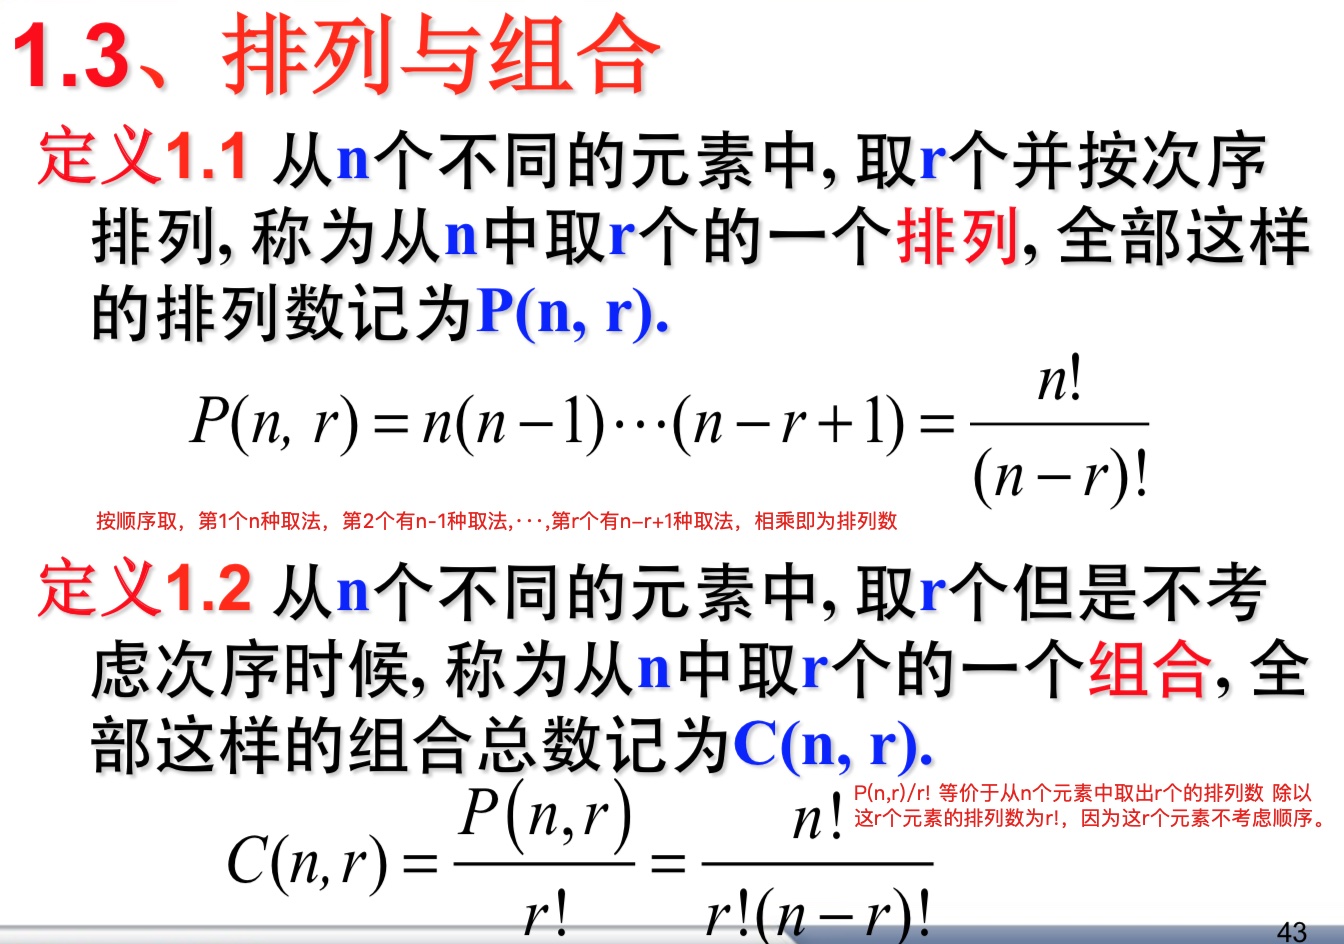 1.3、排列与组合
定义1.1 从n个不同的元素中, 取r个并按次序
排列, 称为从n中取r个的一个排列, 全部这样
的排列数记为P(n, r).
P(n, r) = n(n − 1)⋯(n − r + 1) = n! / (n − r)!
按顺序取，第1个n种取法，第2个有n-1种取法,···,第r个有n–r+1种取法，相乘即为排列数
定义1.2 从n个不同的元素中, 取r个但是不考
虑次序时候, 称为从n中取r个的一个组合, 全
部这样的组合总数记为C(n, r).
P(n,r)/r! 等价于从n个元素中取出r个的排列数 除以
这r个元素的排列数为r!，因为这r个元素不考虑顺序。
C(n, r) = P(n, r) / r! = n! / r!(n − r)!
43